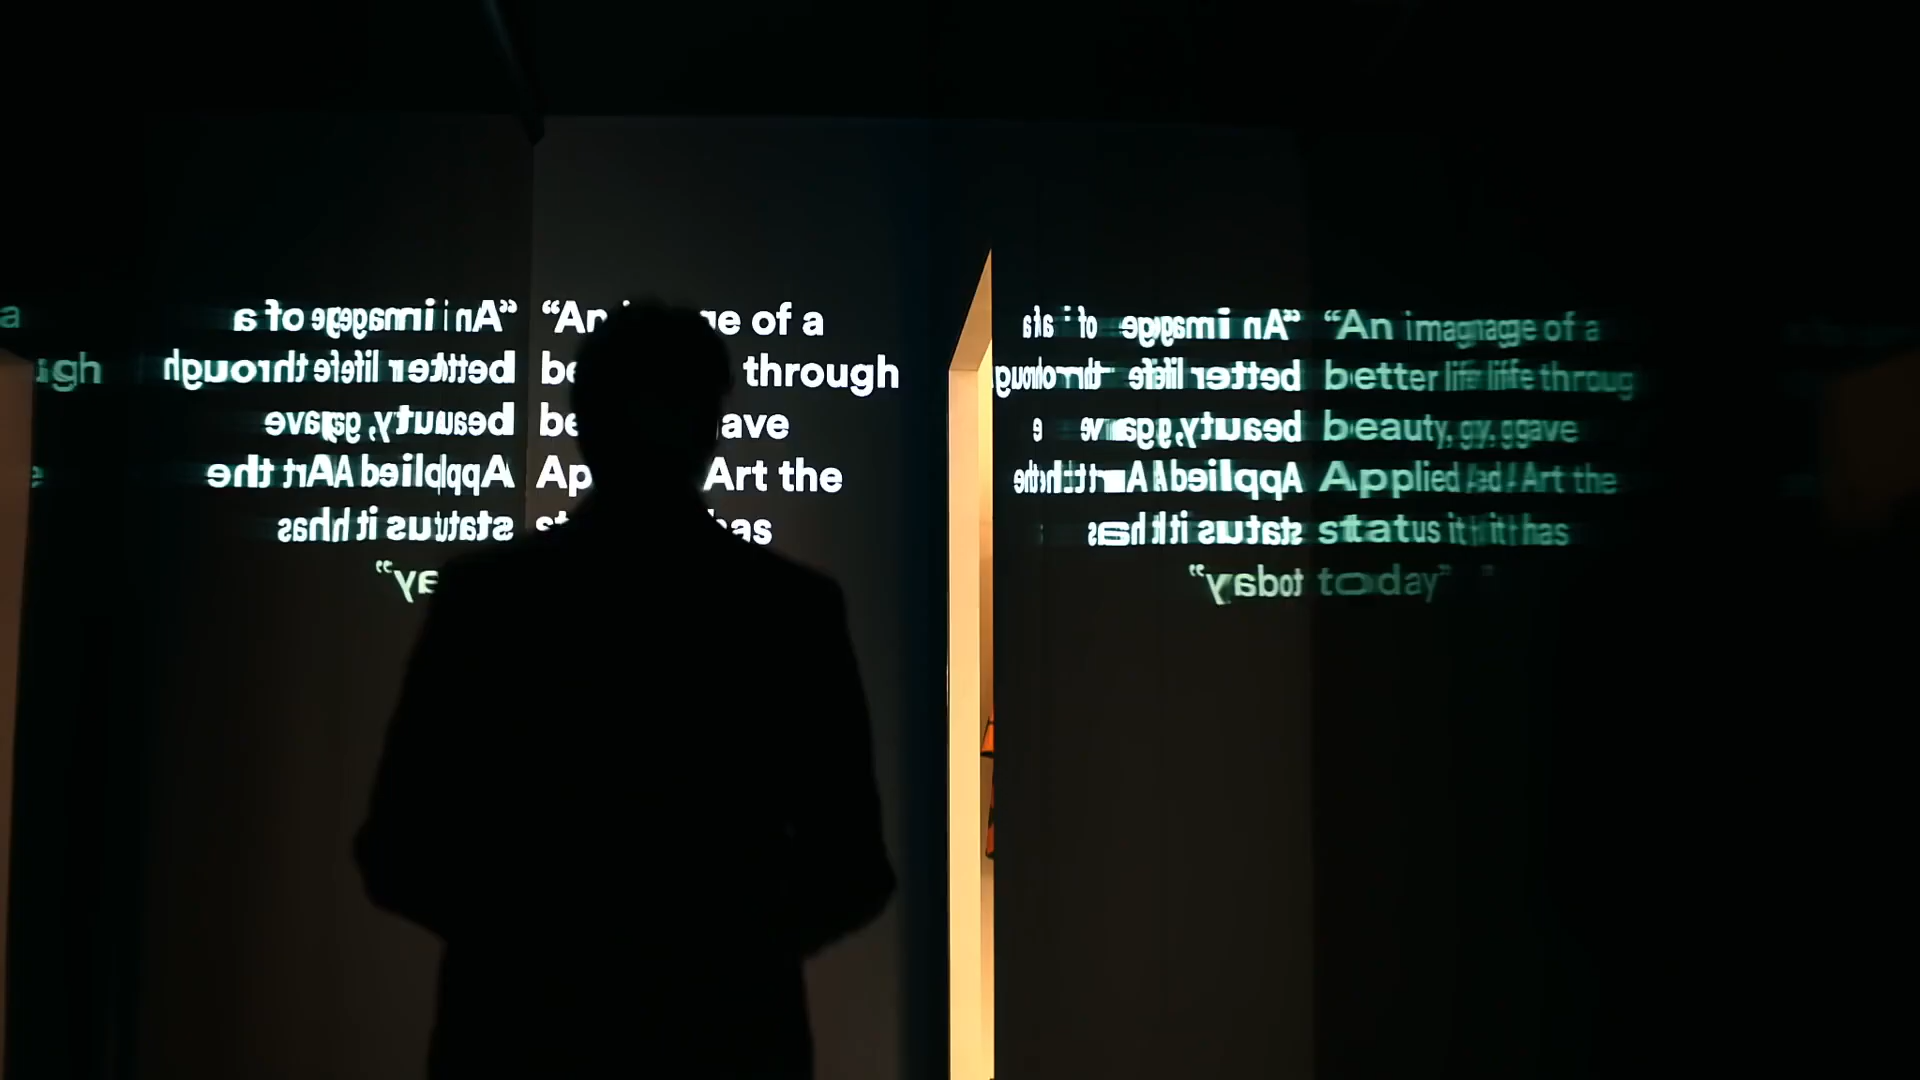 “An image of a
better life through
beauty, gave
Applied Art the
status it has
today”